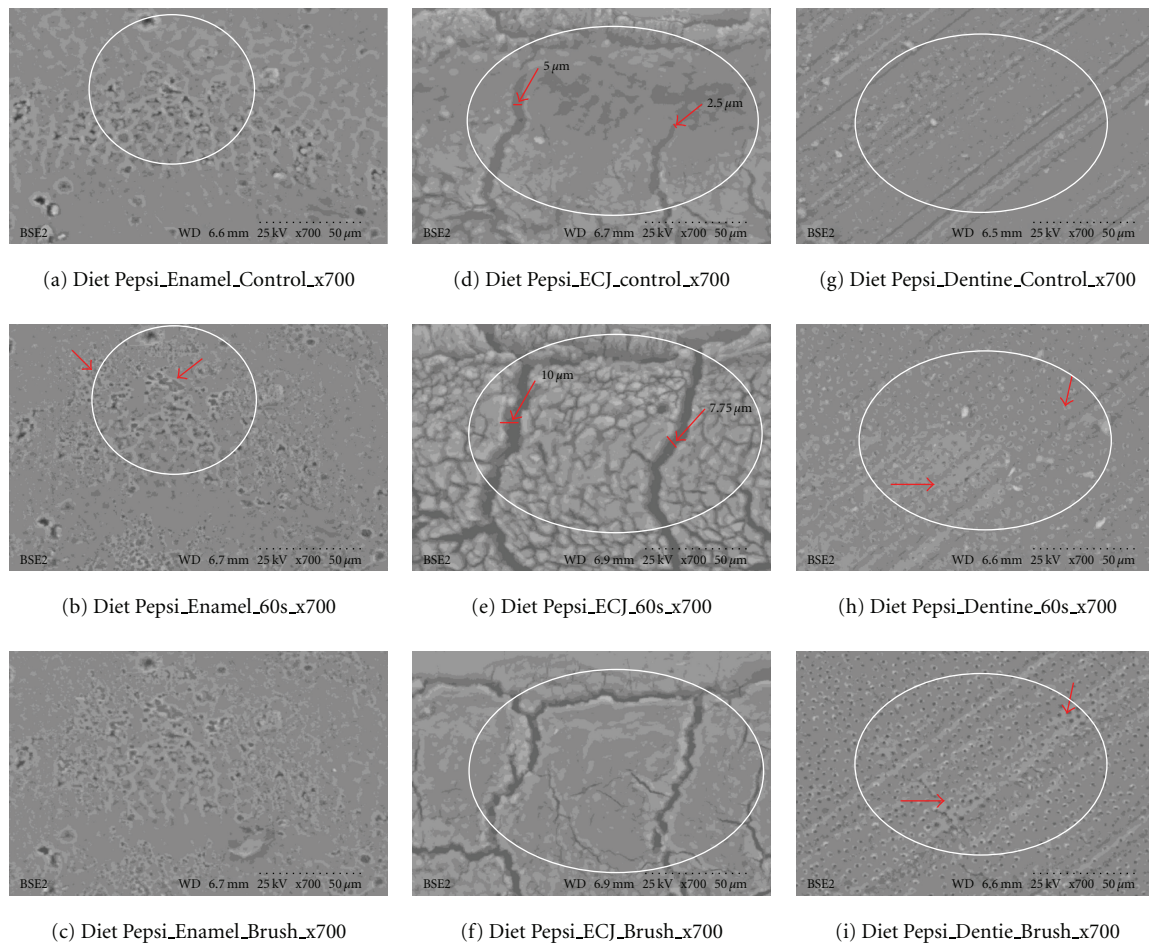 BSE2 WD 6.6 mm 25 kV x700 50 µm
(a) Diet Pepsi_Enamel_Control_x700
5 µm
2.5 µm
BSE2 WD 6.7 mm 25 kV x700 50 µm
(d) Diet Pepsi_ECJ_control_x700
BSE2 WD 6.5 mm 25 kV x700 50 µm
(g) Diet Pepsi_Dentine_Control_x700
BSE2 WD 6.7 mm 25 kV x700 50 µm
(b) Diet Pepsi_Enamel_60s_x700
10 µm
7.75 µm
BSE2 WD 6.9 mm 25 kV x700 50 µm
(e) Diet Pepsi_ECJ_60s_x700
BSE2 WD 6.6 mm 25 kV x700 50 µm
(h) Diet Pepsi_Dentine_60s_x700
BSE2 WD 6.7 mm 25 kV x700 50 µm
(c) Diet Pepsi_Enamel_Brush_x700
BSE2 WD 6.9 mm 25 kV x700 50 µm
(f) Diet Pepsi_ECJ_Brush_x700
BSE2 WD 6.6 mm 25 kV x700 50 µm
(i) Diet Pepsi_Dentie_Brush_x700